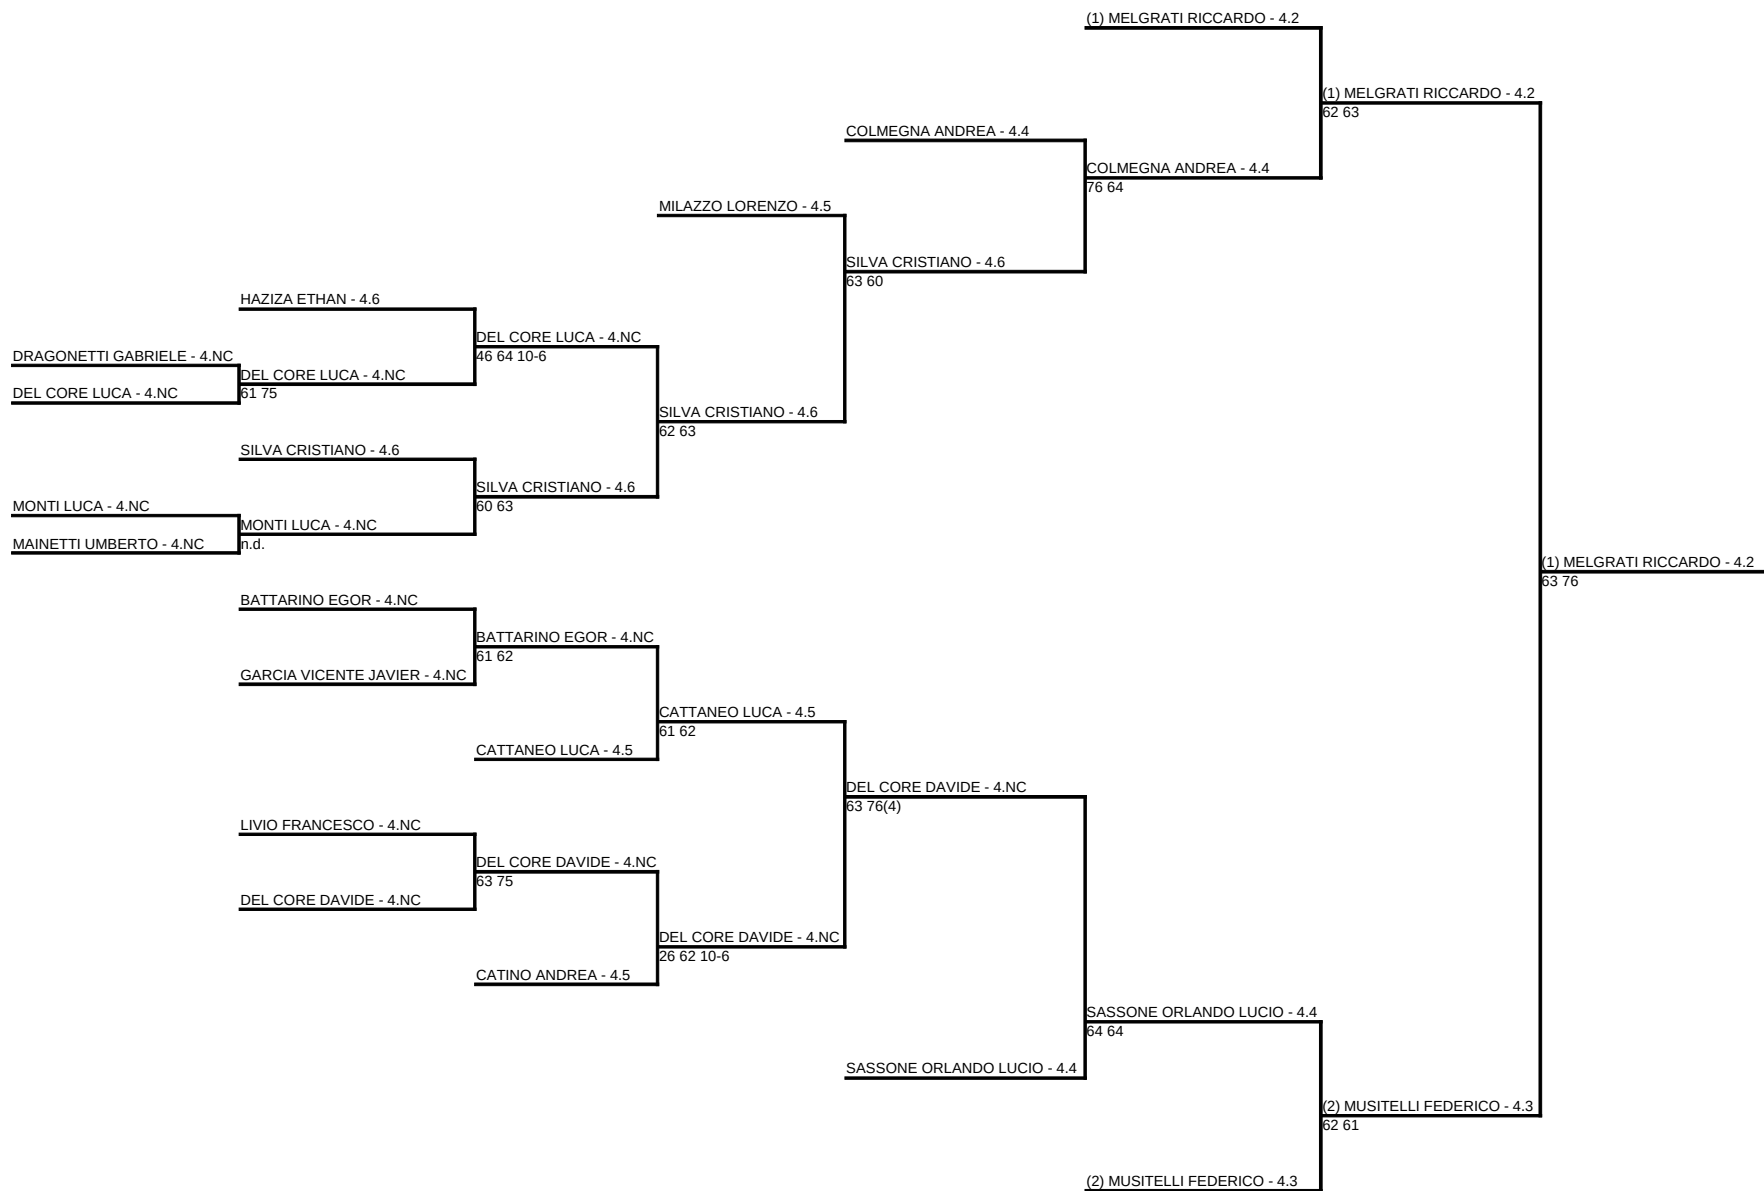 (1) MELGRATI RICCARDO - 4.2
(1) MELGRATI RICCARDO - 4.2
62 63
COLMEGNA ANDREA - 4.4
COLMEGNA ANDREA - 4.4
76 64
MILAZZO LORENZO - 4.5
SILVA CRISTIANO - 4.6
63 60
HAZIZA ETHAN - 4.6
DEL CORE LUCA - 4.NC
46 64 10-6
DRAGONETTI GABRIELE - 4.NC
DEL CORE LUCA - 4.NC
61 75
DEL CORE LUCA - 4.NC
SILVA CRISTIANO - 4.6
62 63
SILVA CRISTIANO - 4.6
SILVA CRISTIANO - 4.6
60 63
MONTI LUCA - 4.NC
MONTI LUCA - 4.NC
n.d.
MAINETTI UMBERTO - 4.NC
(1) MELGRATI RICCARDO - 4.2
63 76
BATTARINO EGOR - 4.NC
BATTARINO EGOR - 4.NC
61 62
GARCIA VICENTE JAVIER - 4.NC
CATTANEO LUCA - 4.5
61 62
CATTANEO LUCA - 4.5
DEL CORE DAVIDE - 4.NC
63 76(4)
LIVIO FRANCESCO - 4.NC
DEL CORE DAVIDE - 4.NC
63 75
DEL CORE DAVIDE - 4.NC
DEL CORE DAVIDE - 4.NC
26 62 10-6
CATINO ANDREA - 4.5
SASSONE ORLANDO LUCIO - 4.4
64 64
SASSONE ORLANDO LUCIO - 4.4
(2) MUSITELLI FEDERICO - 4.3
62 61
(2) MUSITELLI FEDERICO - 4.3